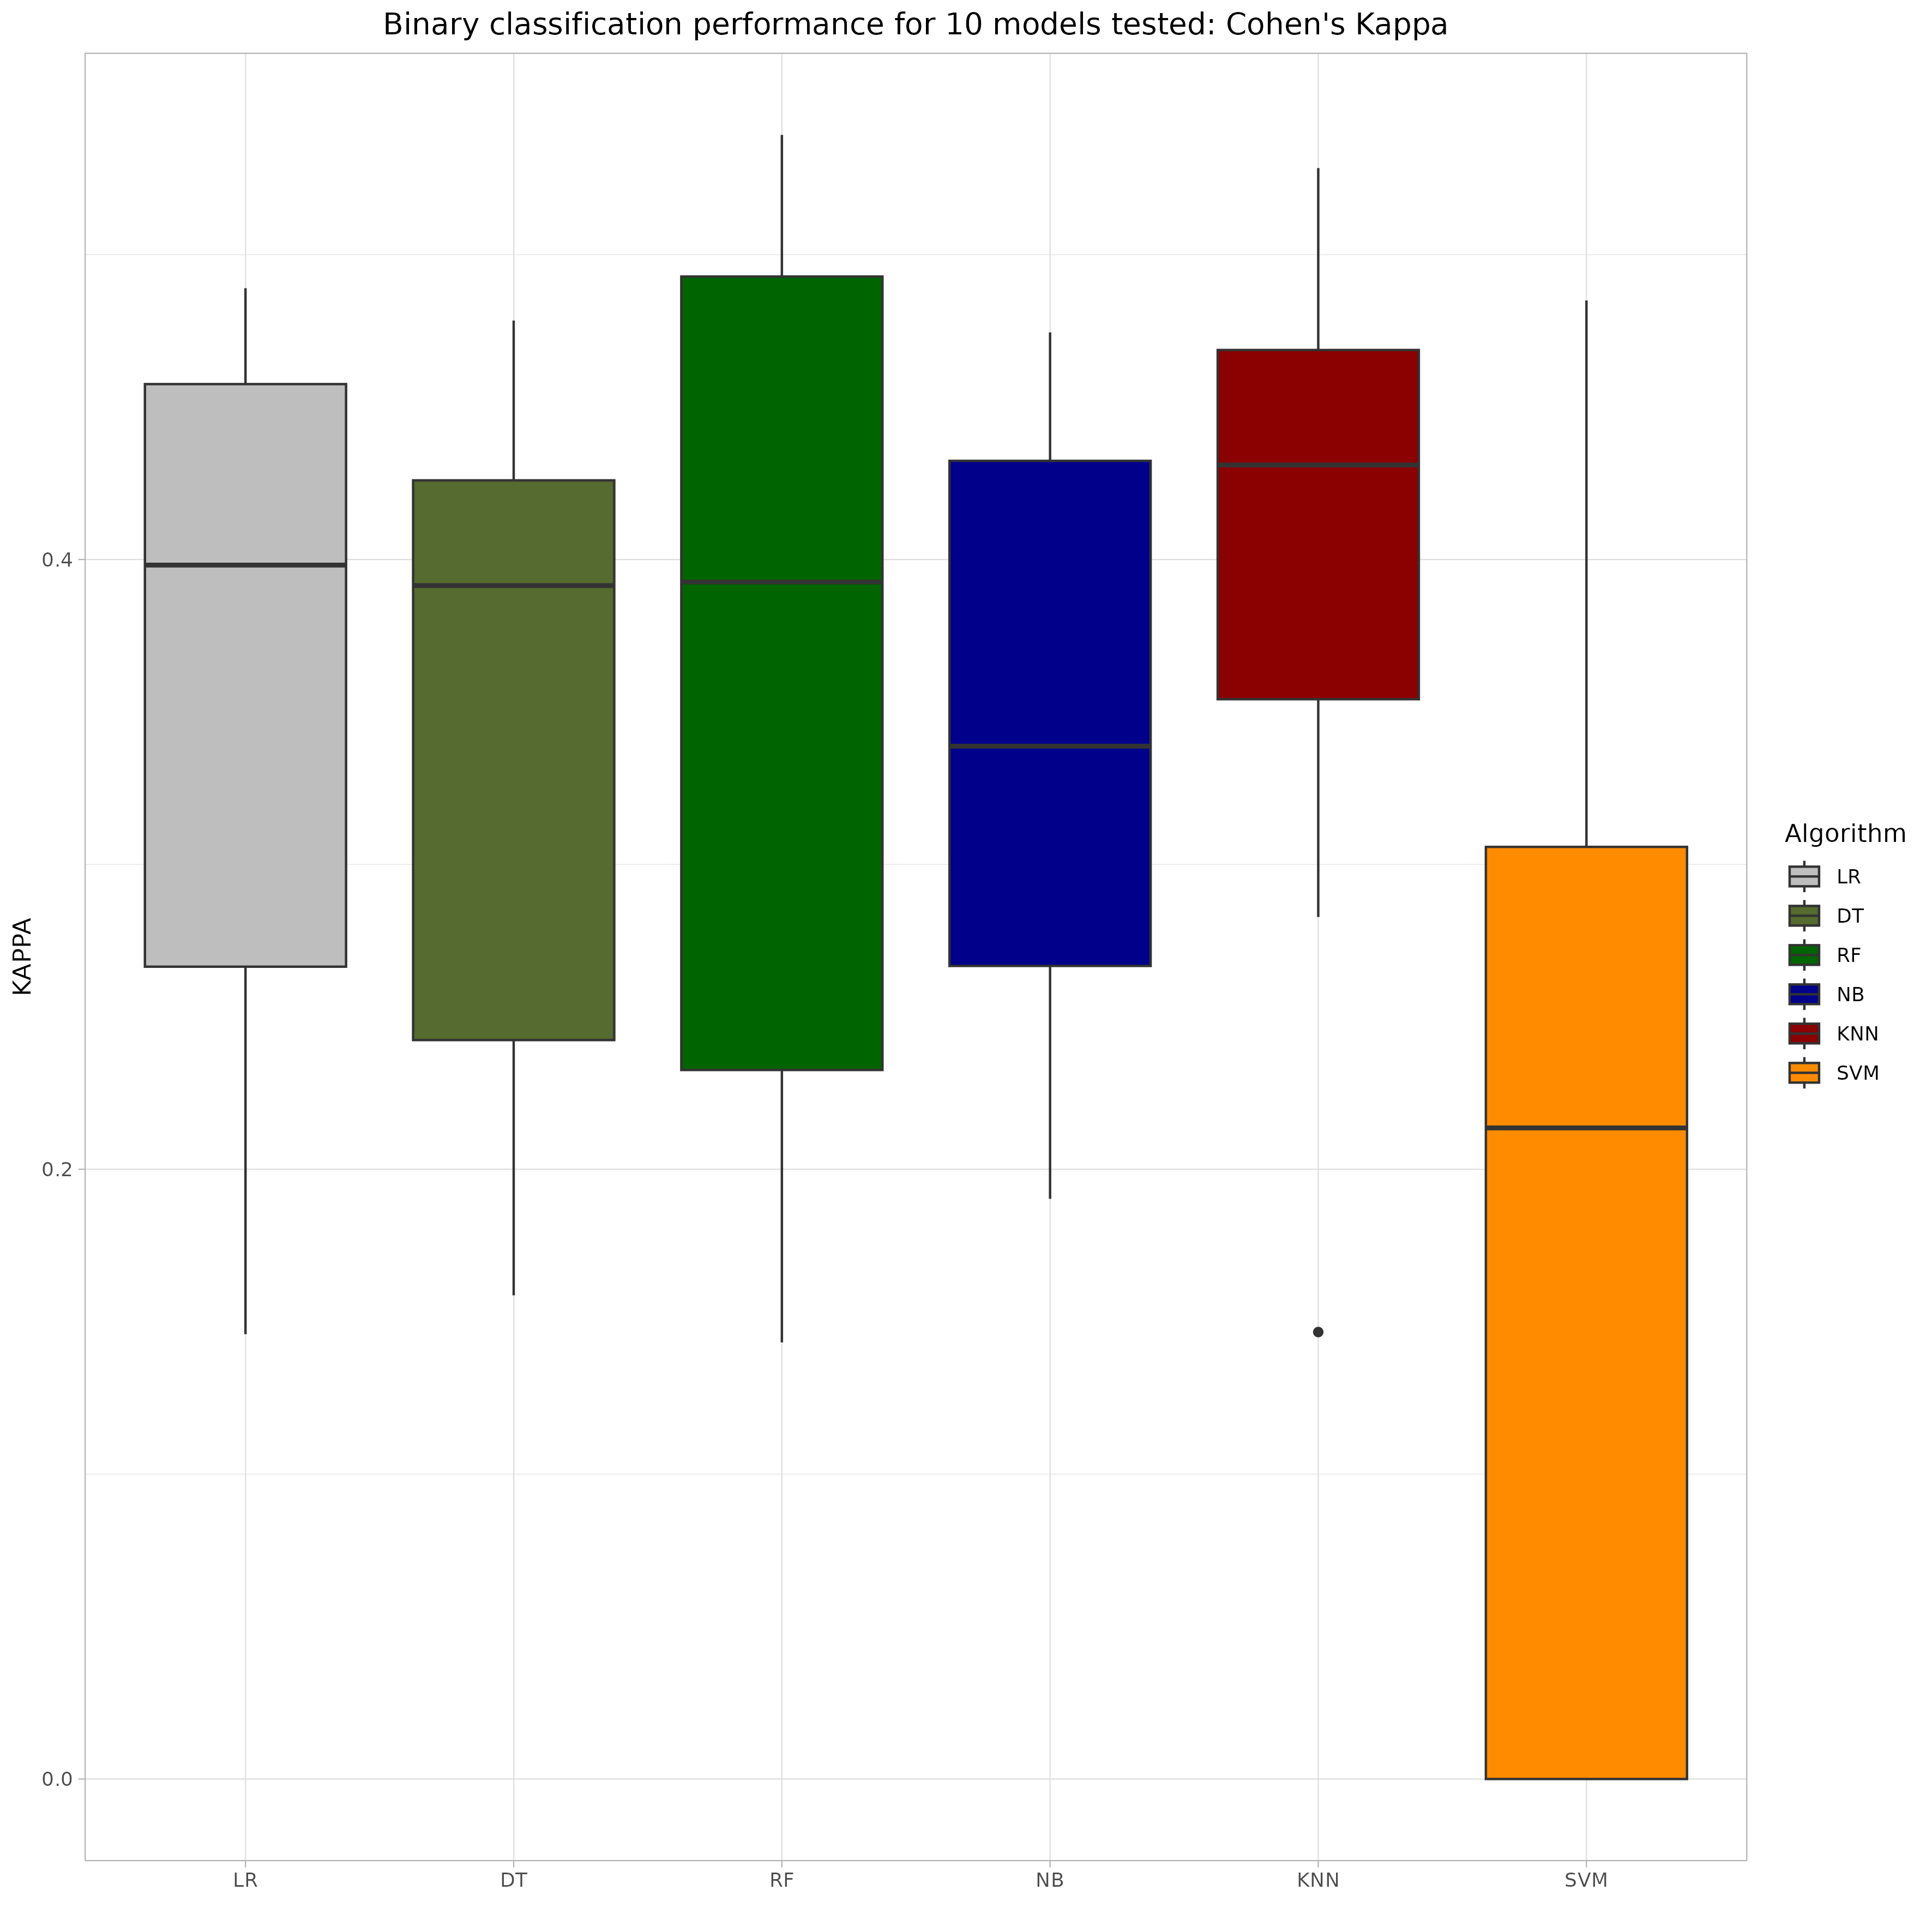 Binary classification performance for 10 models tested: Cohen's Kappa
KAPPA
0.4
0.2
0.0
LR
DT
RF
NB
KNN
SVM
Algorithm
LR
DT
RF
NB
KNN
SVM